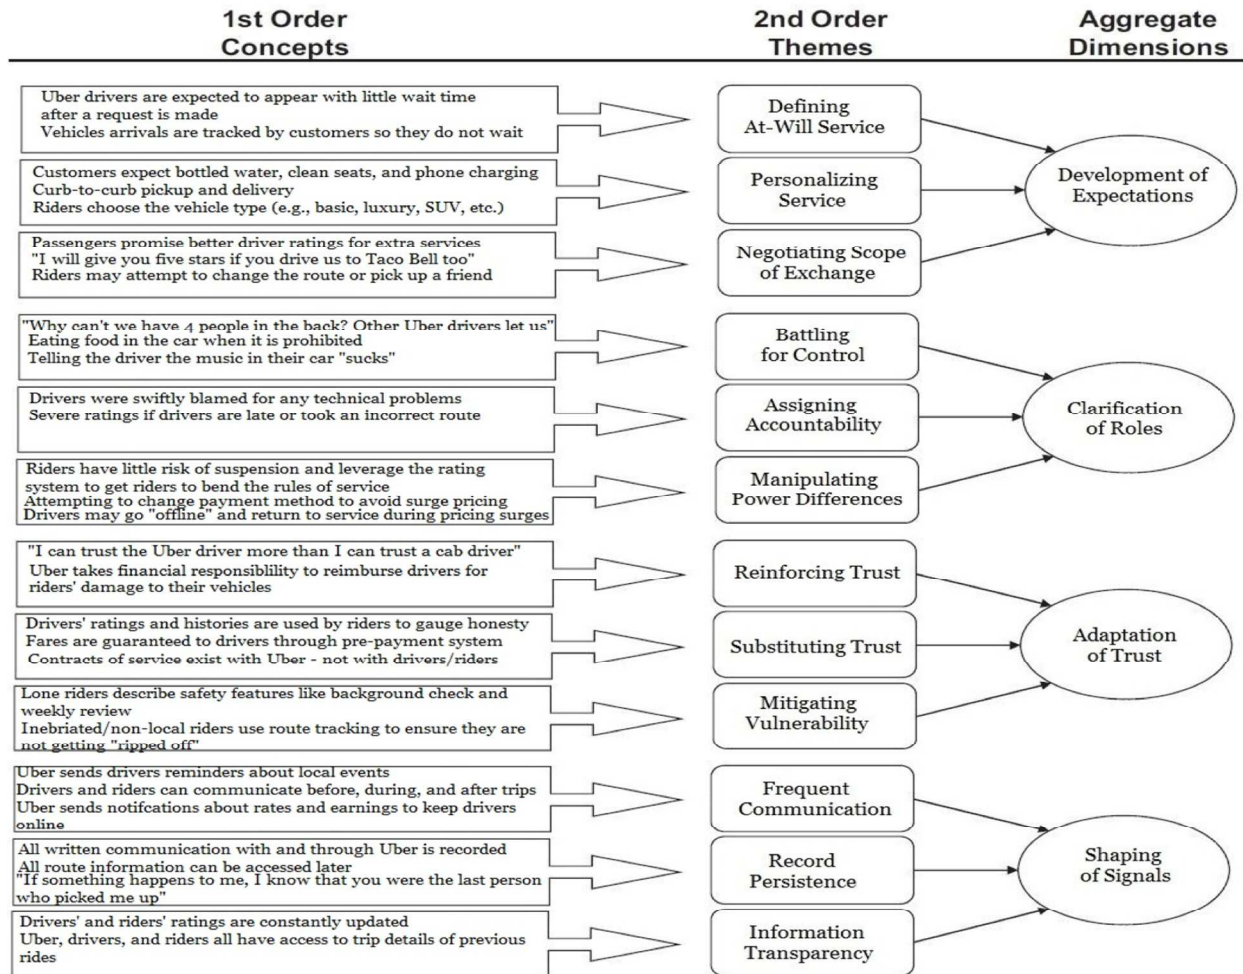 1st Order
Concepts
2nd Order
Themes
Aggregate
Dimensions
Uber drivers are expected to appear with little wait time
after a request is made
Vehicles arrivals are tracked by customers so they do not wait
Defining
At-Will Service
Customers expect bottled water, clean seats, and phone charging
Curb-to-curb pickup and delivery
Riders choose the vehicle type (e.g., basic, luxury, SUV, etc.)
Personalizing
Service
Passengers promise better driver ratings for extra services
"I will give you five stars if you drive us to Taco Bell too"
Riders may attempt to change the route or pick up a friend
Negotiating Scope
of Exchange
Development of
Expectations
"Why can't we have 4 people in the back? Other Uber drivers let us"
Eating food in the car when it is prohibited
Telling the driver the music in their car "sucks"
Battling
for Control
Drivers were swiftly blamed for any technical problems
Severe ratings if drivers are late or took an incorrect route
Assigning
Accountability
Riders have little risk of suspension and leverage the rating
system to get riders to bend the rules of service
Attempting to change payment method to avoid surge pricing
Drivers may go "offline" and return to service during pricing surges
Manipulating
Power Differences
Clarification
of Roles
"I can trust the Uber driver more than I can trust a cab driver"
Uber takes financial responsiblility to reimburse drivers for
riders' damage to their vehicles
Reinforcing Trust
Drivers' ratings and histories are used by riders to gauge honesty
Fares are guaranteed to drivers through pre-payment system
Contracts of service exist with Uber - not with drivers/riders
Substituting Trust
Lone riders describe safety features like background check and
weekly review
Inebriated/non-local riders use route tracking to ensure they are
not getting "ripped off"
Mitigating
Vulnerability
Adaptation
of Trust
Uber sends drivers reminders about local events
Drivers and riders can communicate before, during, and after trips
Uber sends notifcations about rates and earnings to keep drivers
online
Frequent
Communication
All written communication with and through Uber is recorded
All route information can be accessed later
"If something happens to me, I know that you were the last person
who picked me up"
Record
Persistence
Drivers' and riders' ratings are constantly updated
Uber, drivers, and riders all have access to trip details of previous
rides
Information
Transparency
Shaping
of Signals